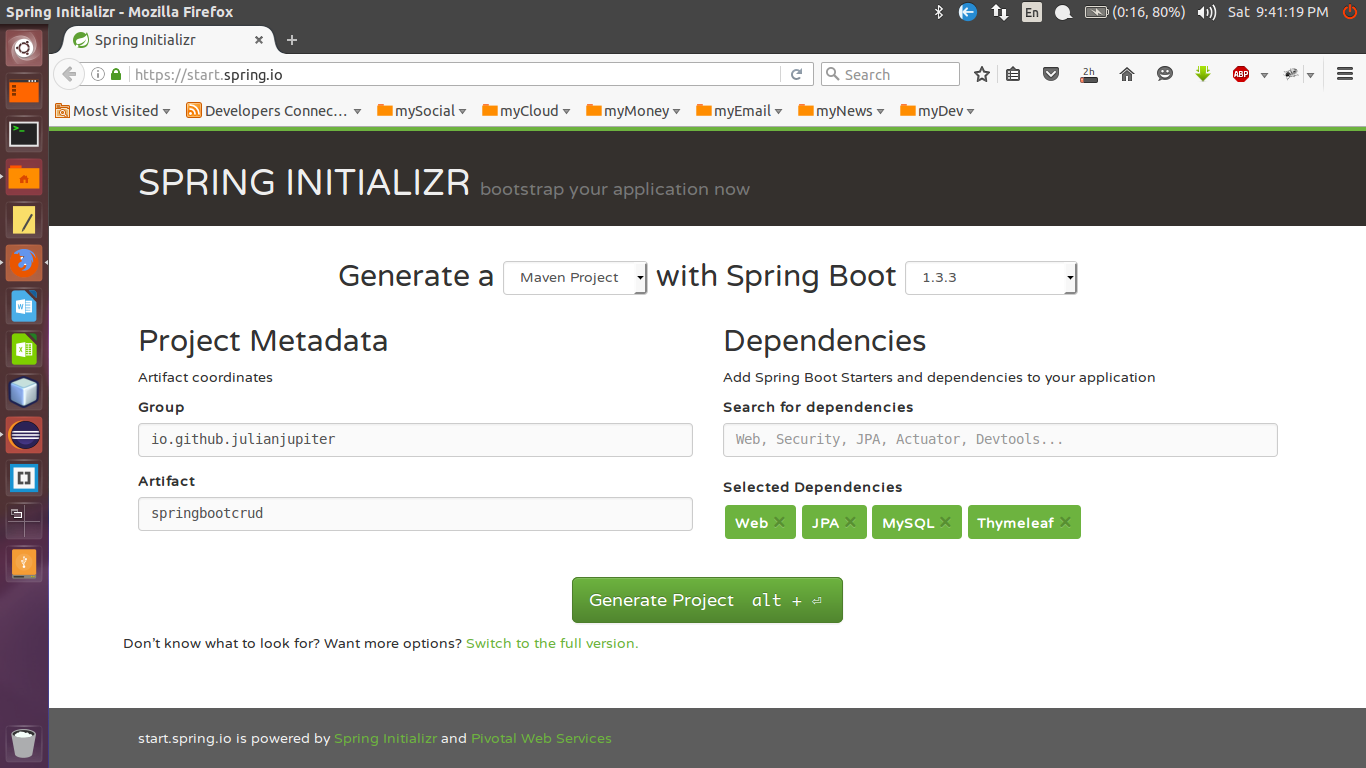 Spring Initializr - Mozilla Firefox
En
(0:16, 80%)
Sat 9:41:19 PM
Spring Initializr
https://start.spring.io
Search
2h
ABP
Most Visited
Developers Connec...
mySocial
myCloud
myMoney
myEmail
myNews
myDev
SPRING INITIALIZR bootstrap your application now
Generate a Maven Project with Spring Boot 1.3.3
Project Metadata
Artifact coordinates
Group
io.github.julianjupiter
Artifact
springbootcrud
Dependencies
Add Spring Boot Starters and dependencies to your application
Search for dependencies
Web, Security, JPA, Actuator, Devtools...
Selected Dependencies
Web JPA MySQL Thymeleaf
Generate Project alt + ⏎
Don't know what to look for? Want more options? Switch to the full version.
start.spring.io is powered by Spring Initializr and Pivotal Web Services